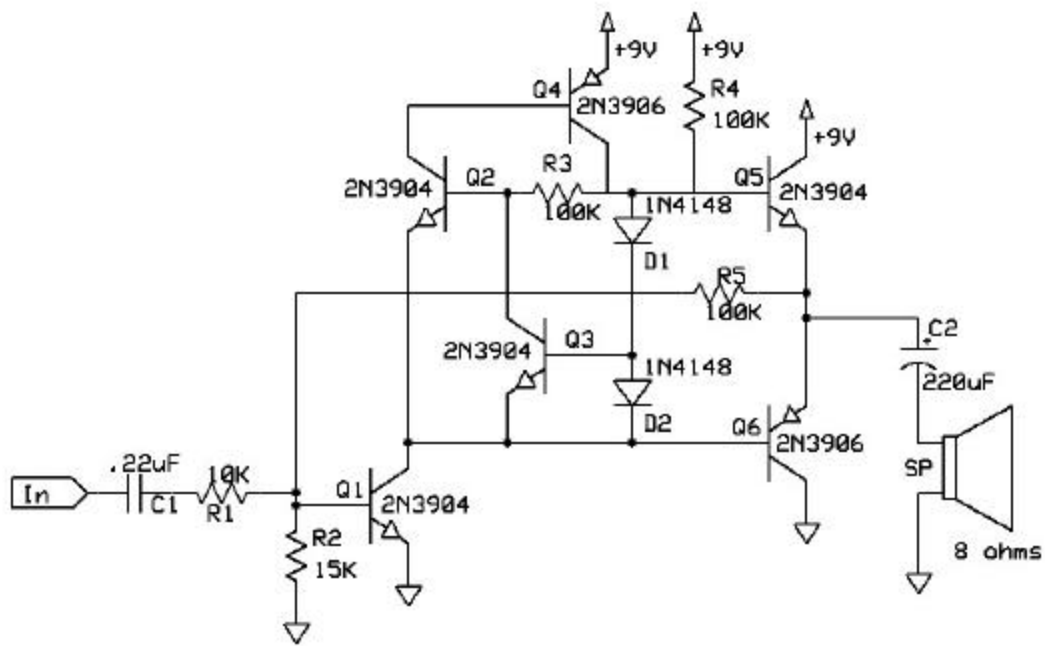 +9V
+9V
Q4
2N3906
R4
100K
+9V
2N3904
Q2
R3
100K
1N4148
Q5
2N3904
D1
R5
100K
2N3904
Q3
1N4148
D2
+
C2
220uF
Q6
2N3906
SP
8 ohms
.22uF
C1
10K
R1
In
Q1
2N3904
R2
15K